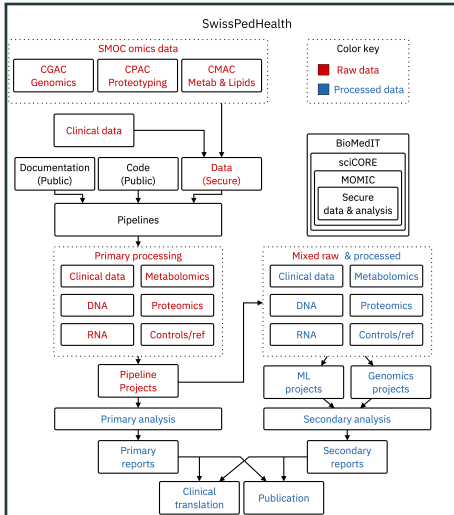 SwissPedHealth
SMOC omics data
CGAC
Genomics
CPAC
Proteotyping
CMAC
Metab & Lipids
Color key
Raw data
Processed data
Clinical data
Documentation
(Public)
Code
(Public)
Data
(Secure)
BioMedIT
sciCORE
MOMIC
Secure
data & analysis
Pipelines
Primary processing
Clinical data
Metabolomics
DNA
Proteomics
RNA
Controls/ref
Mixed raw & processed
Clinical data
Metabolomics
DNA
Proteomics
RNA
Controls/ref
Pipeline
Projects
ML
projects
Genomics
projects
Primary analysis
Secondary analysis
Primary
reports
Secondary
reports
Clinical
translation
Publication